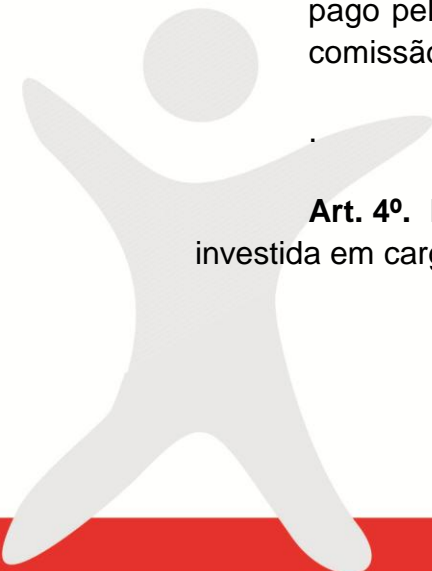 pago pel
comissão
.
Art. 4º.
investida em carg